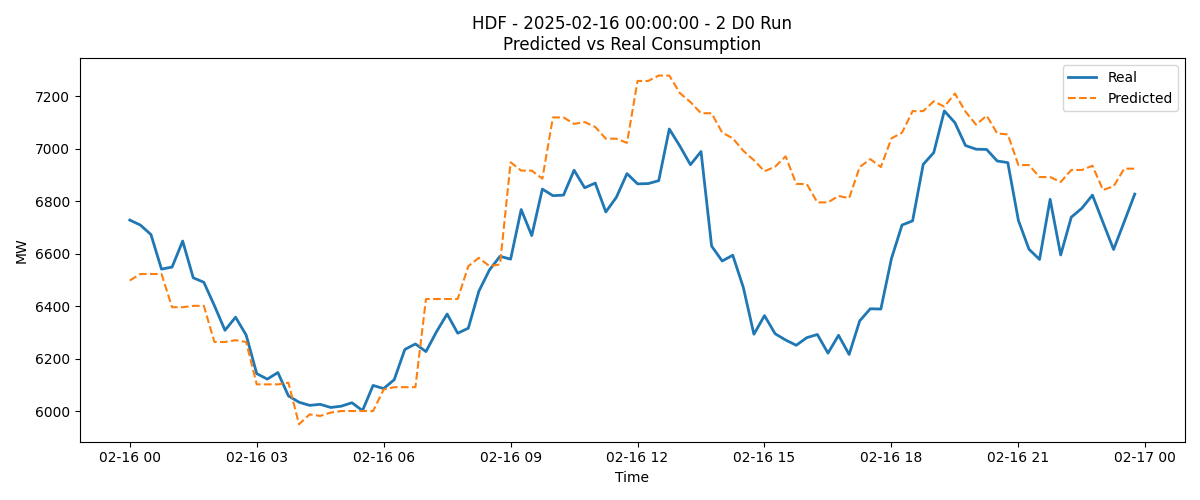 HDF - 2025-02-16 00:00:00 - 2 D0 Run
Predicted vs Real Consumption
Real
Predicted
7200
7000
6800
6600
6400
6200
6000
MW
02-16 00
02-16 03
02-16 06
02-16 09
02-16 12
02-16 15
02-16 18
02-16 21
02-17 00
Time